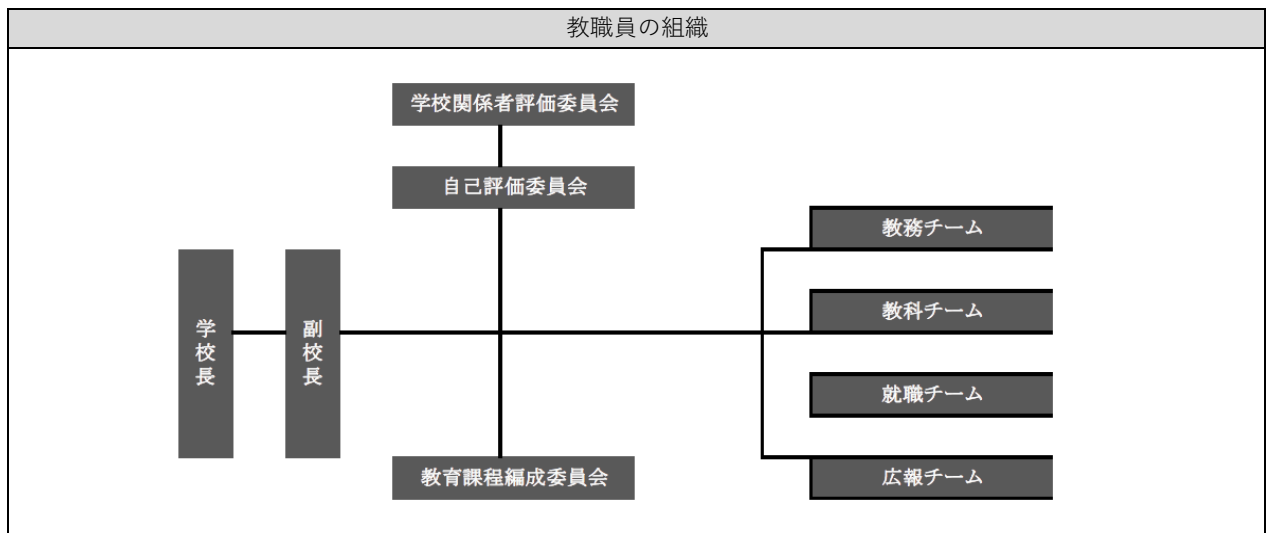 教職員の組織
学校関係者評価委員会
自己評価委員会
学校長
副校長
教務チーム
教科チーム
就職チーム
広報チーム
教育課程編成委員会